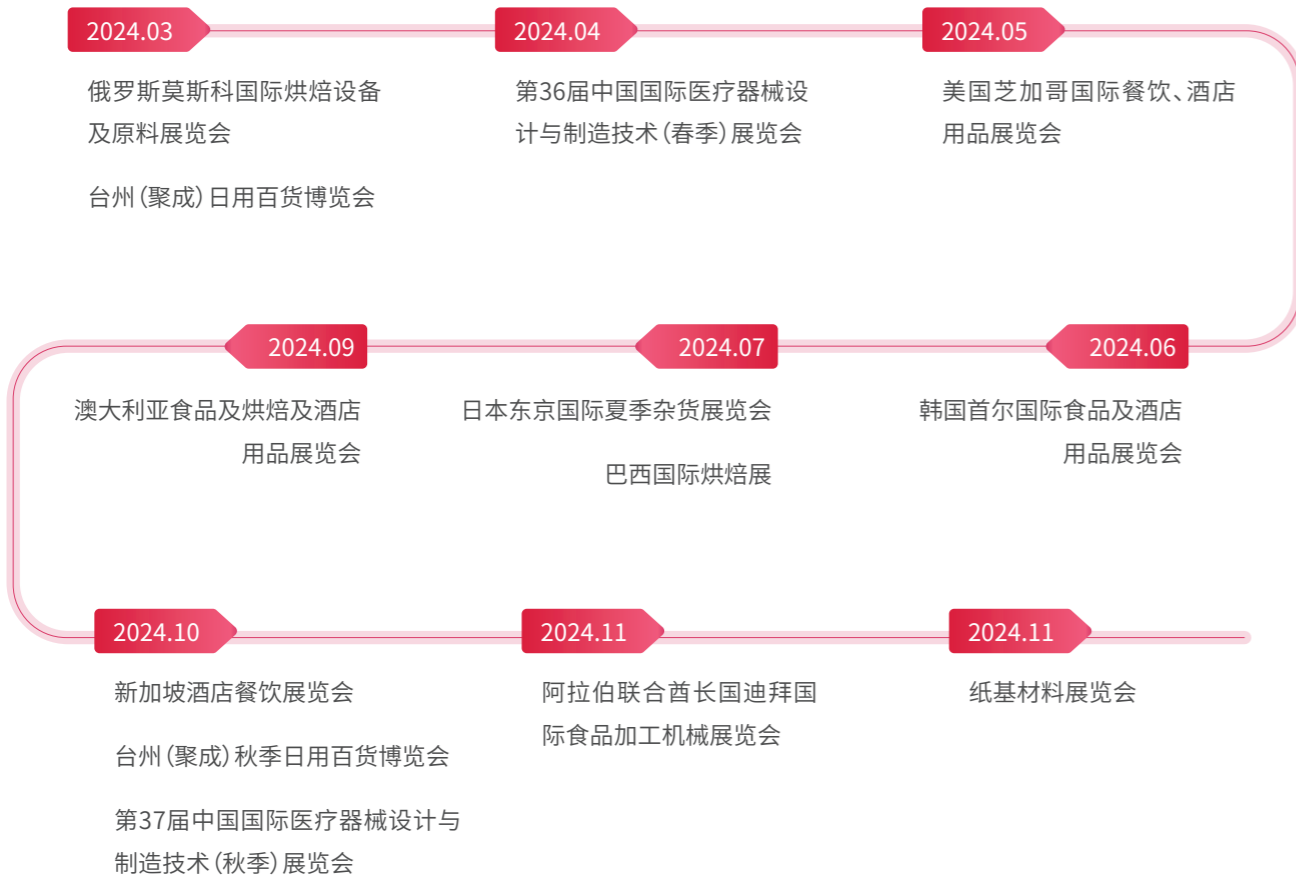 2024.03
俄罗斯莫斯科国际烘焙设备
及原料展览会
台州(聚成)日用百货博览会
2024.04
第36届中国国际医疗器械设
计与制造技术(春季)展览会
2024.05
美国芝加哥国际餐饮、酒店
用品展览会
2024.06
韩国首尔国际食品及酒店
用品展览会
2024.07
日本东京国际夏季杂货展览会
巴西国际烘焙展
2024.09
澳大利亚食品及烘焙及酒店
用品展览会
2024.10
新加坡酒店餐饮展览会
台州(聚成)秋季日用百货博览会
第37届中国国际医疗器械设计与
制造技术(秋季)展览会
2024.11
阿拉伯联合酋长国迪拜国
际食品加工机械展览会
2024.11
纸基材料展览会